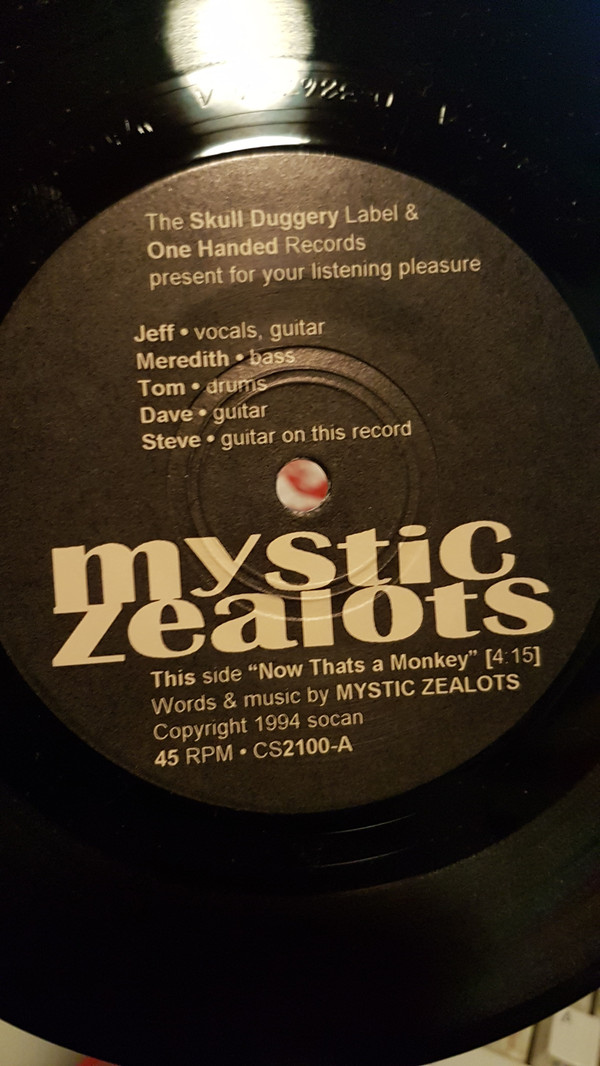 The Skull Duggery Label &
One Handed Records
present for your listening pleasure
Jeff • vocals, guitar
Meredith • bass
Tom • drums
Dave • guitar
Steve • guitar on this record
mystic
zealots
This side “Now Thats a Monkey” [4:15]
Words & music by MYSTIC ZEALOTS
Copyright 1994 socan
45 RPM • CS2100-A
A